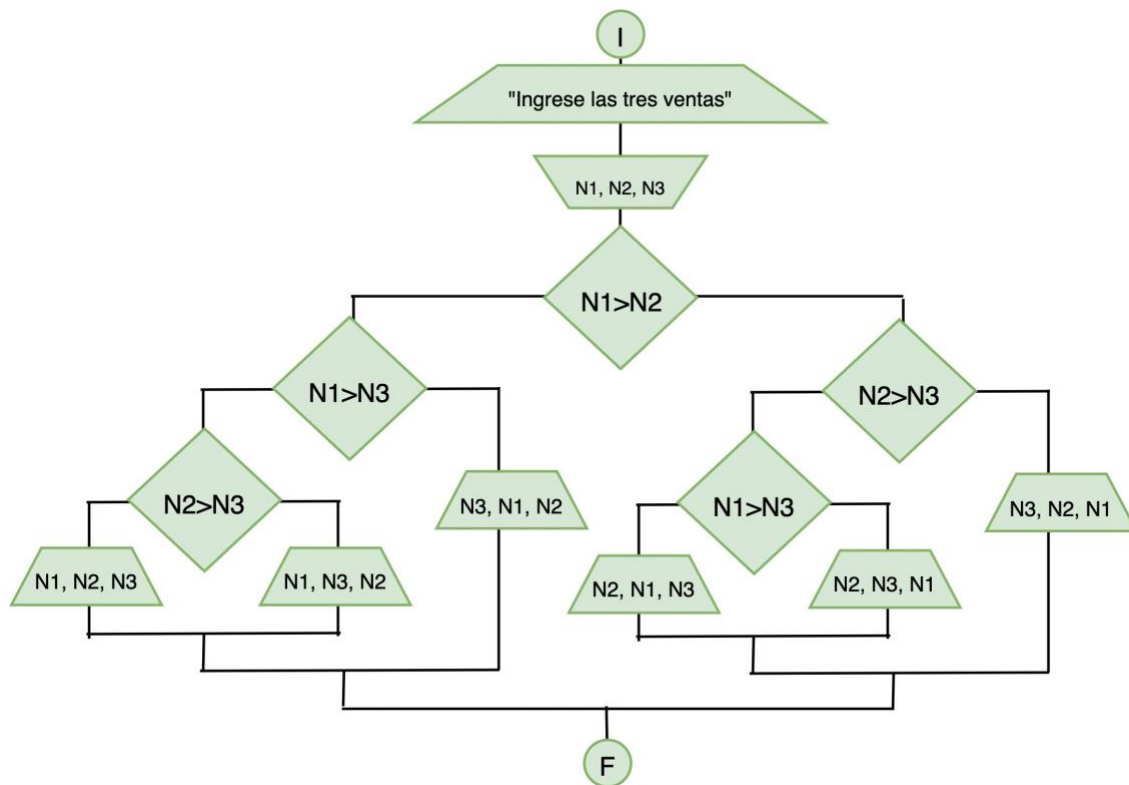 I
"Ingrese las tres ventas"
N1, N2, N3
N1>N2
N1>N3
N2>N3
N2>N3
N3, N1, N2
N1>N3
N3, N2, N1
N1, N2, N3
N1, N3, N2
N2, N1, N3
N2, N3, N1
F